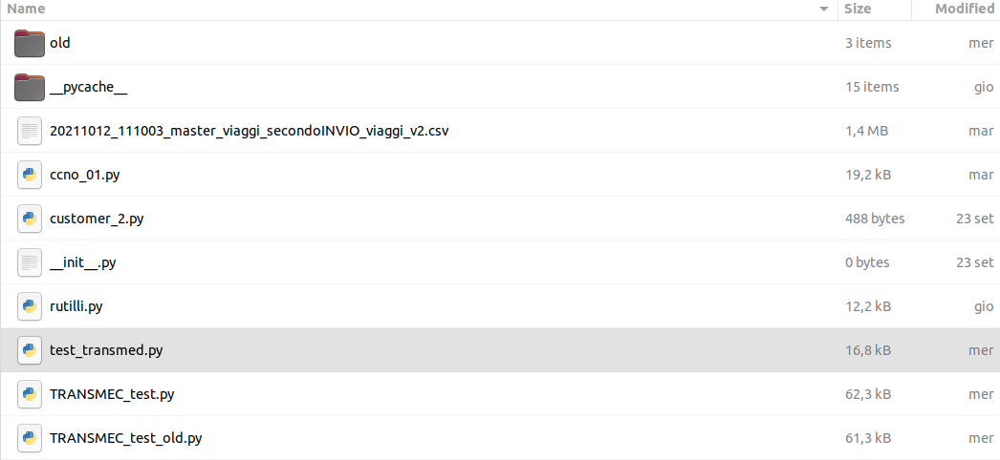 Name Size Modified
old 3 items mer
__pycache__ 15 items gio
20211012_111003_master_viaggi_secondoINVIO_viaggi_v2.csv 1,4 MB mar
ccno_01.py 19,2 kB mar
customer_2.py 488 bytes 23 set
__init__.py 0 bytes 23 set
rutilli.py 12,2 kB gio
test_transmed.py 16,8 kB mer
TRANSMEC_test.py 62,3 kB mer
TRANSMEC_test_old.py 61,3 kB mer